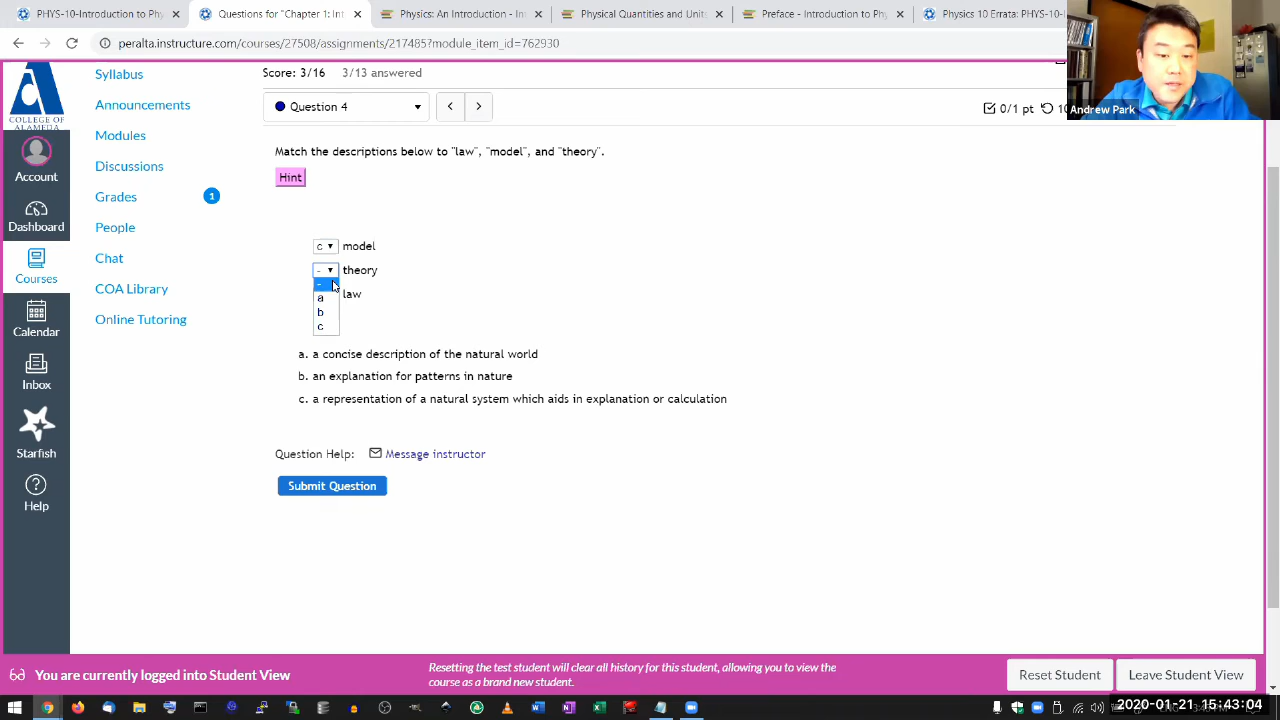 PHYS-10-Introduction to Phy
Questions for "Chapter 1: Int
Physics: An Introduction - Int
Physical Quantities and Units
Preface - Introduction to Phy
Physics 10 Errata: PHYS-10-I
peralta.instructure.com/courses/27508/assignments/217485?module_item_id=762930
Andrew Park
COLLEGE OF
ALAMEDA
Account
Dashboard
Courses
Calendar
Inbox
Starfish
Help
Syllabus
Announcements
Modules
Discussions
Grades
1
People
Chat
COA Library
Online Tutoring
Score: 3/16 3/13 answered
Question 4
0/1 pt
Match the descriptions below to "law", "model", and "theory".
Hint
c model
- theory
-
law
a
b
c
a. a concise description of the natural world
b. an explanation for patterns in nature
c. a representation of a natural system which aids in explanation or calculation
Question Help: Message instructor
Submit Question
You are currently logged into Student View
Resetting the test student will clear all history for this student, allowing you to view the
course as a brand new student.
Reset Student
Leave Student View
2020-01-21 15:43:04